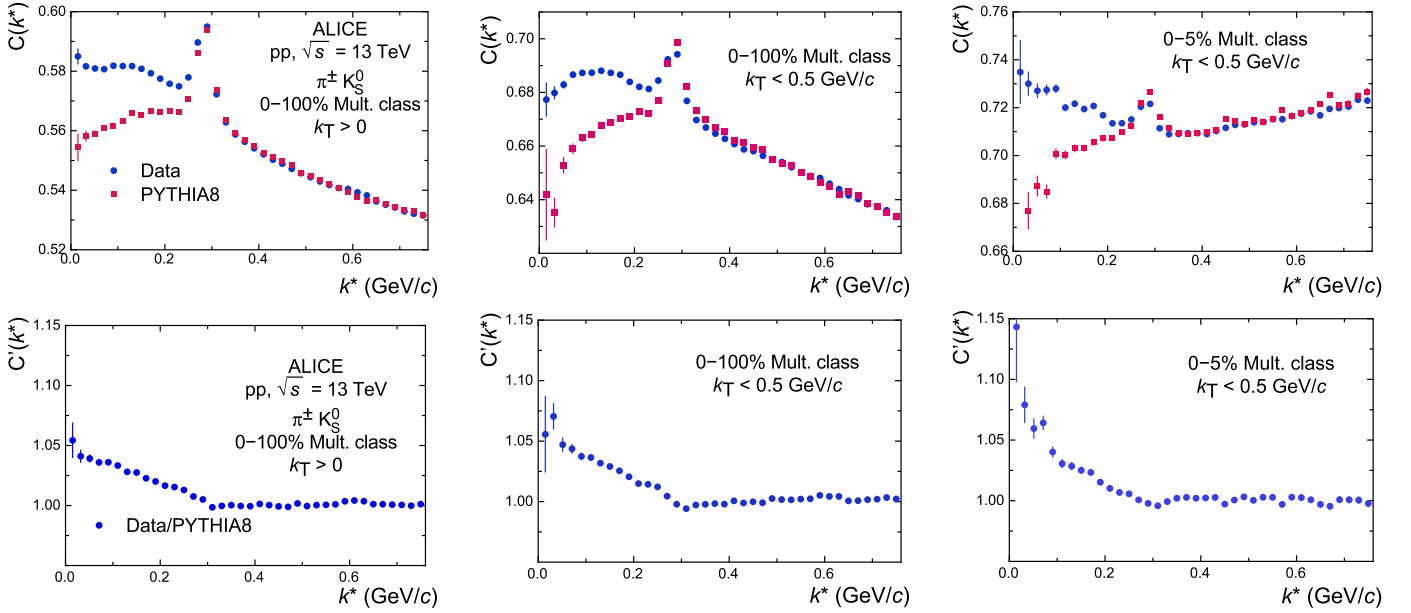 C(k*)
0.60
0.58
0.56
0.54
0.52
ALICE
pp, √s = 13 TeV
π± K⁰S
0−100% Mult. class
kT > 0
Data
PYTHIA8
0.0 0.2 0.4 0.6
k* (GeV/c)
C(k*)
0.70
0.68
0.66
0.64
0−100% Mult. class
kT < 0.5 GeV/c
0.0 0.2 0.4 0.6
k* (GeV/c)
C(k*)
0.76
0.74
0.72
0.70
0.68
0.66
0−5% Mult. class
kT < 0.5 GeV/c
0.0 0.2 0.4 0.6
k* (GeV/c)
C'(k*)
1.15
1.10
1.05
1.00
ALICE
pp, √s = 13 TeV
π± K⁰S
0−100% Mult. class
kT > 0
Data/PYTHIA8
0.0 0.2 0.4 0.6
k* (GeV/c)
C'(k*)
1.15
1.10
1.05
1.00
0−100% Mult. class
kT < 0.5 GeV/c
0.0 0.2 0.4 0.6
k* (GeV/c)
C'(k*)
1.15
1.10
1.05
1.00
0−5% Mult. class
kT < 0.5 GeV/c
0.0 0.2 0.4 0.6
k* (GeV/c)